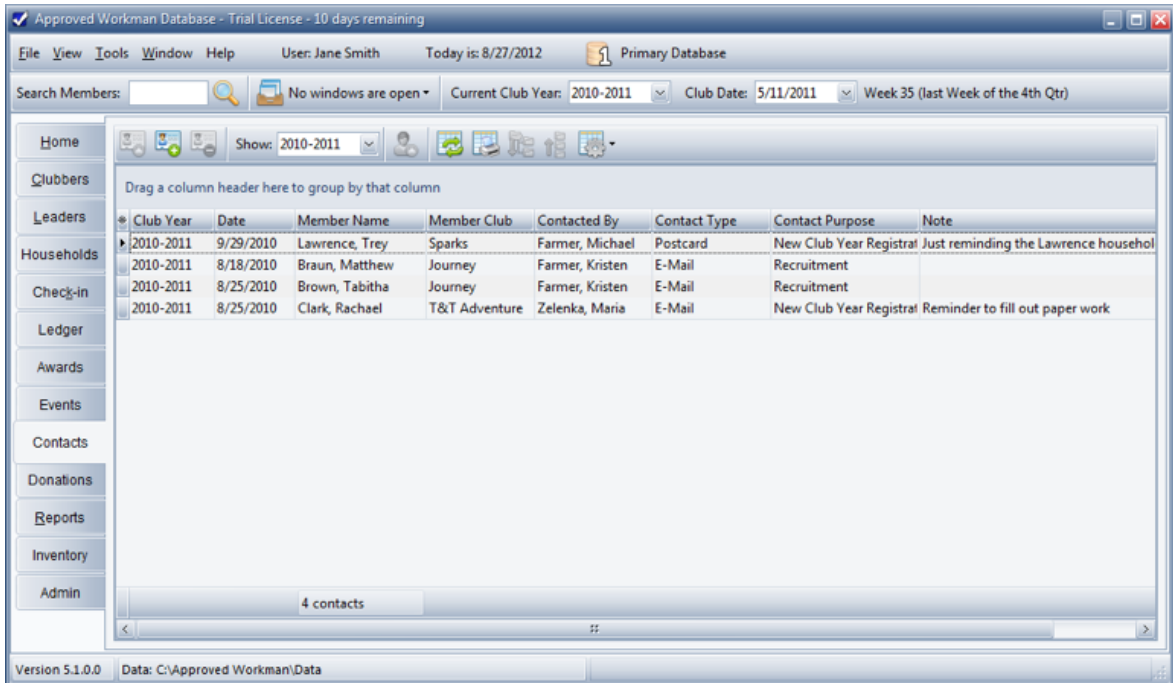 Approved Workman Database - Trial License - 10 days remaining
File View Tools Window Help User: Jane Smith Today is: 8/27/2012 1 Primary Database
Search Members: No windows are open Current Club Year: 2010-2011 Club Date: 5/11/2011 Week 35 (last Week of the 4th Qtr)
Home
Clubbers
Leaders
Households
Check-in
Ledger
Awards
Events
Contacts
Donations
Reports
Inventory
Admin
Show: 2010-2011
Drag a column header here to group by that column
Club Year Date Member Name Member Club Contacted By Contact Type Contact Purpose Note
2010-2011 9/29/2010 Lawrence, Trey Sparks Farmer, Michael Postcard New Club Year Registrat Just reminding the Lawrence househol
2010-2011 8/18/2010 Braun, Matthew Journey Farmer, Kristen E-Mail Recruitment
2010-2011 8/25/2010 Brown, Tabitha Journey Farmer, Kristen E-Mail Recruitment
2010-2011 8/25/2010 Clark, Rachael T&T Adventure Zelenka, Maria E-Mail New Club Year Registrat Reminder to fill out paper work
4 contacts
Version 5.1.0.0 Data: C:\Approved Workman\Data